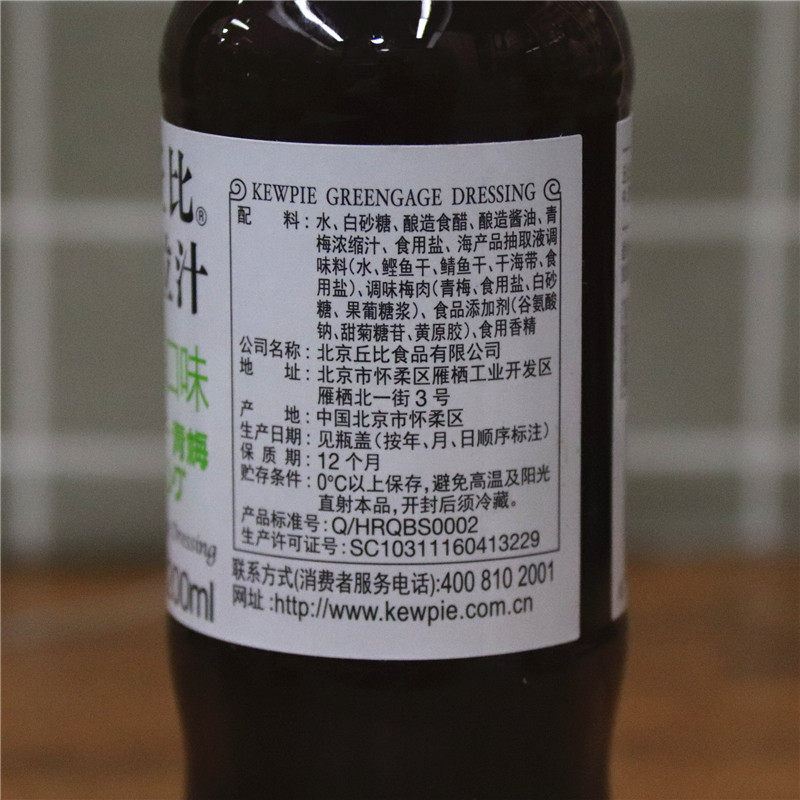 比®
汁
口味
青梅
Dressing
200ml
KEWPIE GREENGAGE DRESSING
配料：水、白砂糖、酿造食醋、酿造酱油、青
梅浓缩汁、食用盐、海产品抽取液调
味料(水、鲣鱼干、鲭鱼干、干海带、食
用盐)、调味梅肉(青梅、食用盐、白砂
糖、果葡糖浆)、食品添加剂(谷氨酸
钠、甜菊糖苷、黄原胶)、食用香精
公司名称：北京丘比食品有限公司
地址：北京市怀柔区雁栖工业开发区
雁栖北一街3号
产地：中国北京市怀柔区
生产日期：见瓶盖(按年、月、日顺序标注)
保质期：12个月
贮存条件：0℃以上保存,避免高温及阳光
直射本品,开封后须冷藏。
产品标准号：Q/HRQBS0002
生产许可证号：SC10311160413229
联系方式(消费者服务电话):400 810 2001
网址:http://www.kewpie.com.cn